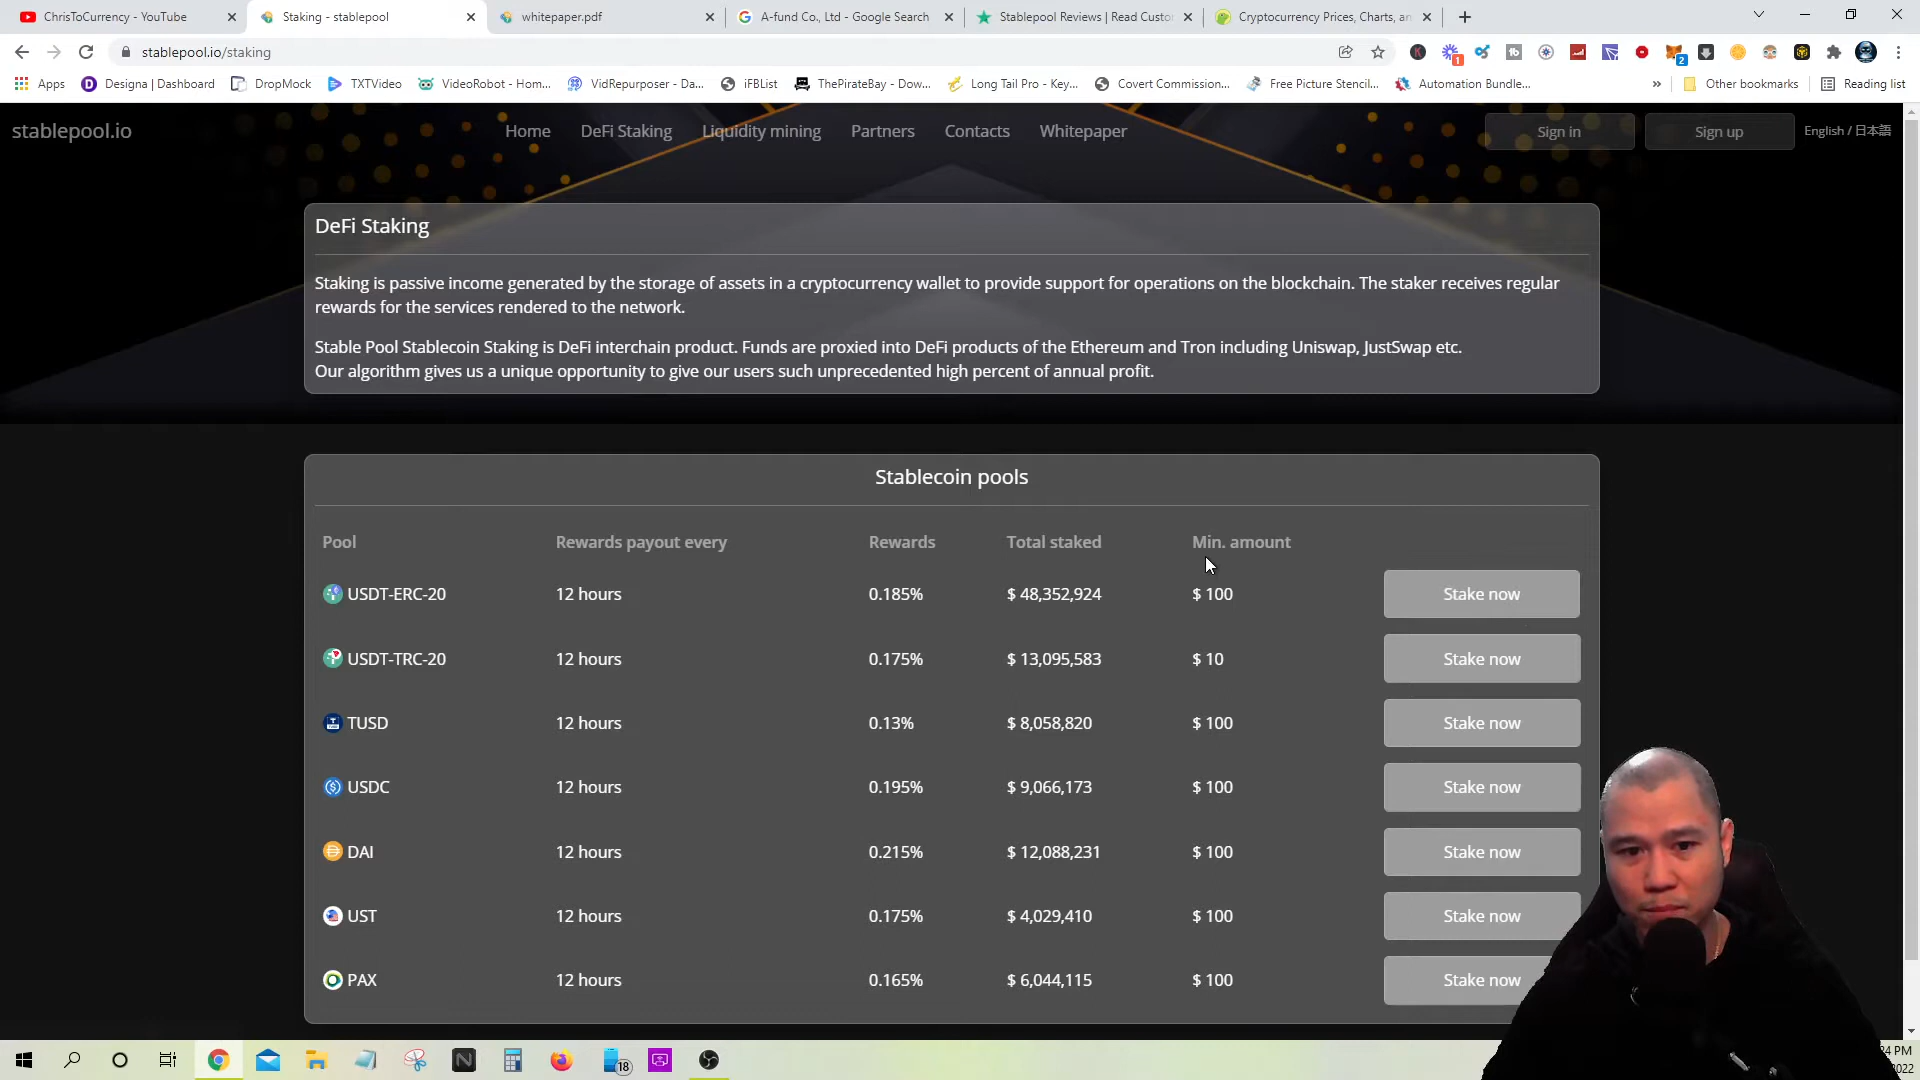 ChrisToCurrency - YouTube
Staking - stablepool
whitepaper.pdf
A-fund Co., Ltd - Google Search
Stablepool Reviews | Read Custo
Cryptocurrency Prices, Charts, an
stablepool.io/staking
1
2
Apps
Designa | Dashboard
DropMock
TXTVideo
VideoRobot - Hom...
VidRepurposer - Da...
iFBList
ThePirateBay - Dow...
Long Tail Pro - Key...
Covert Commission...
Free Picture Stencil...
Automation Bundle...
»
Other bookmarks
Reading list
stablepool.io
Home
DeFi Staking
Liquidity mining
Partners
Contacts
Whitepaper
Sign in
Sign up
English / 日本語
DeFi Staking
Staking is passive income generated by the storage of assets in a cryptocurrency wallet to provide support for operations on the blockchain. The staker receives regular
rewards for the services rendered to the network.
Stable Pool Stablecoin Staking is DeFi interchain product. Funds are proxied into DeFi products of the Ethereum and Tron including Uniswap, JustSwap etc.
Our algorithm gives us a unique opportunity to give our users such unprecedented high percent of annual profit.
Stablecoin pools
Pool Rewards payout every Rewards Total staked Min. amount
USDT-ERC-20 12 hours 0.185% $ 48,352,924 $ 100 Stake now
USDT-TRC-20 12 hours 0.175% $ 13,095,583 $ 10 Stake now
TUSD 12 hours 0.13% $ 8,058,820 $ 100 Stake now
USDC 12 hours 0.195% $ 9,066,173 $ 100 Stake now
DAI 12 hours 0.215% $ 12,088,231 $ 100 Stake now
UST 12 hours 0.175% $ 4,029,410 $ 100 Stake now
PAX 12 hours 0.165% $ 6,044,115 $ 100 Stake now
18